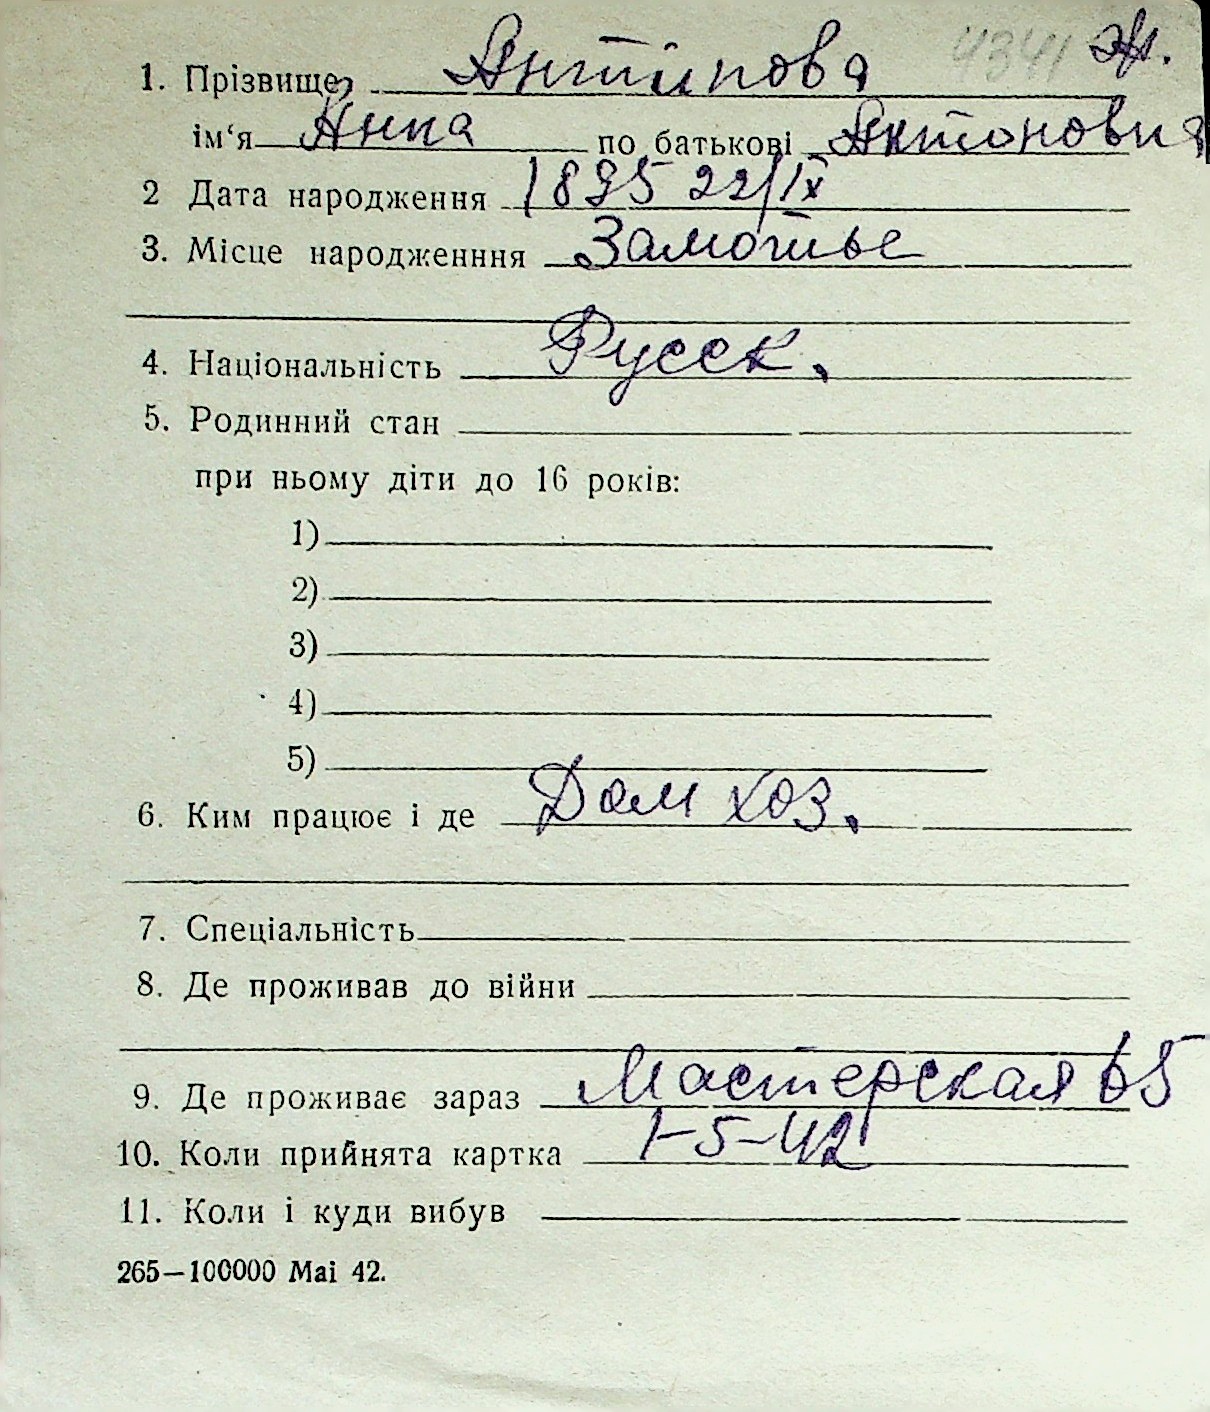 4341 Ж.
1. Прізвище, Антипова
ім‘я Анна по батькові Антоновна
2 Дата народження 1895 22/IX
3. Місце народженння Замостье
4. Національність Русск.
5. Родинний стан
при ньому діти до 16 років:
1)
2)
3)
4)
5)
6. Ким працює і де Дом хоз.
7. Спеціальність
8. Де проживав до війни
9. Де проживає зараз Мастерская 65
10. Коли прийнята картка 1-5-42
11. Коли і куди вибув
265—100000 Mai 42.